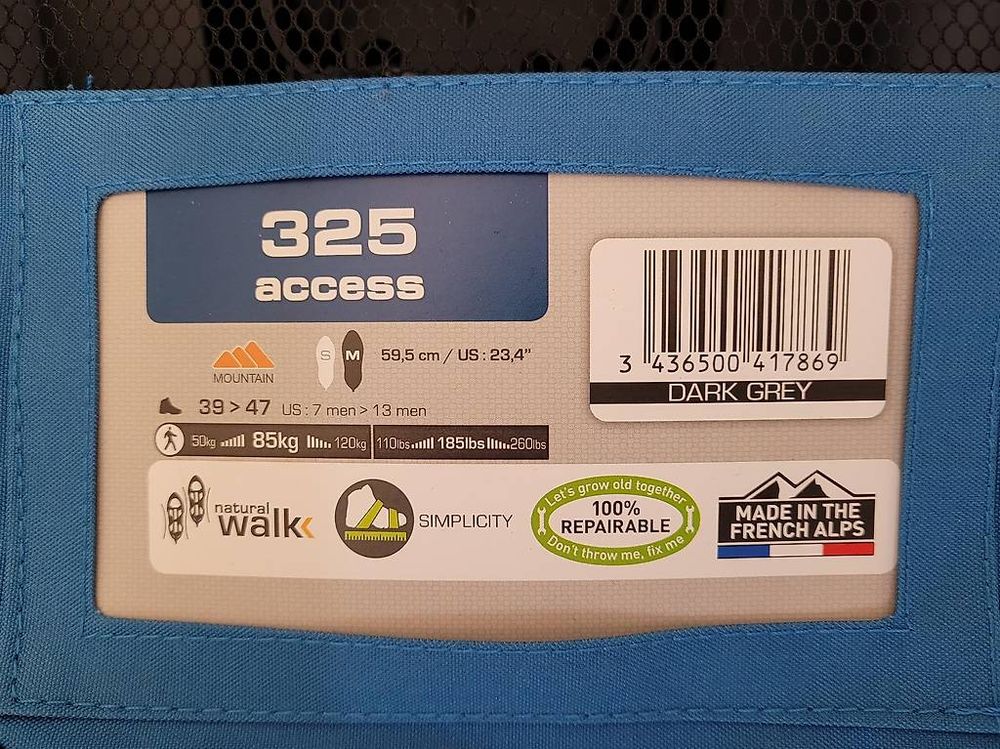 325
access
MOUNTAIN
S M 59,5 cm / US : 23,4”
39 > 47 US : 7 men > 13 men
50kg 85kg 120kg 110lbs 185lbs 260lbs
3 436500 417869
DARK GREY
natural
walk
SIMPLICITY
Let's grow old together
100%
REPAIRABLE
Don't throw me, fix me
MADE IN THE
FRENCH ALPS